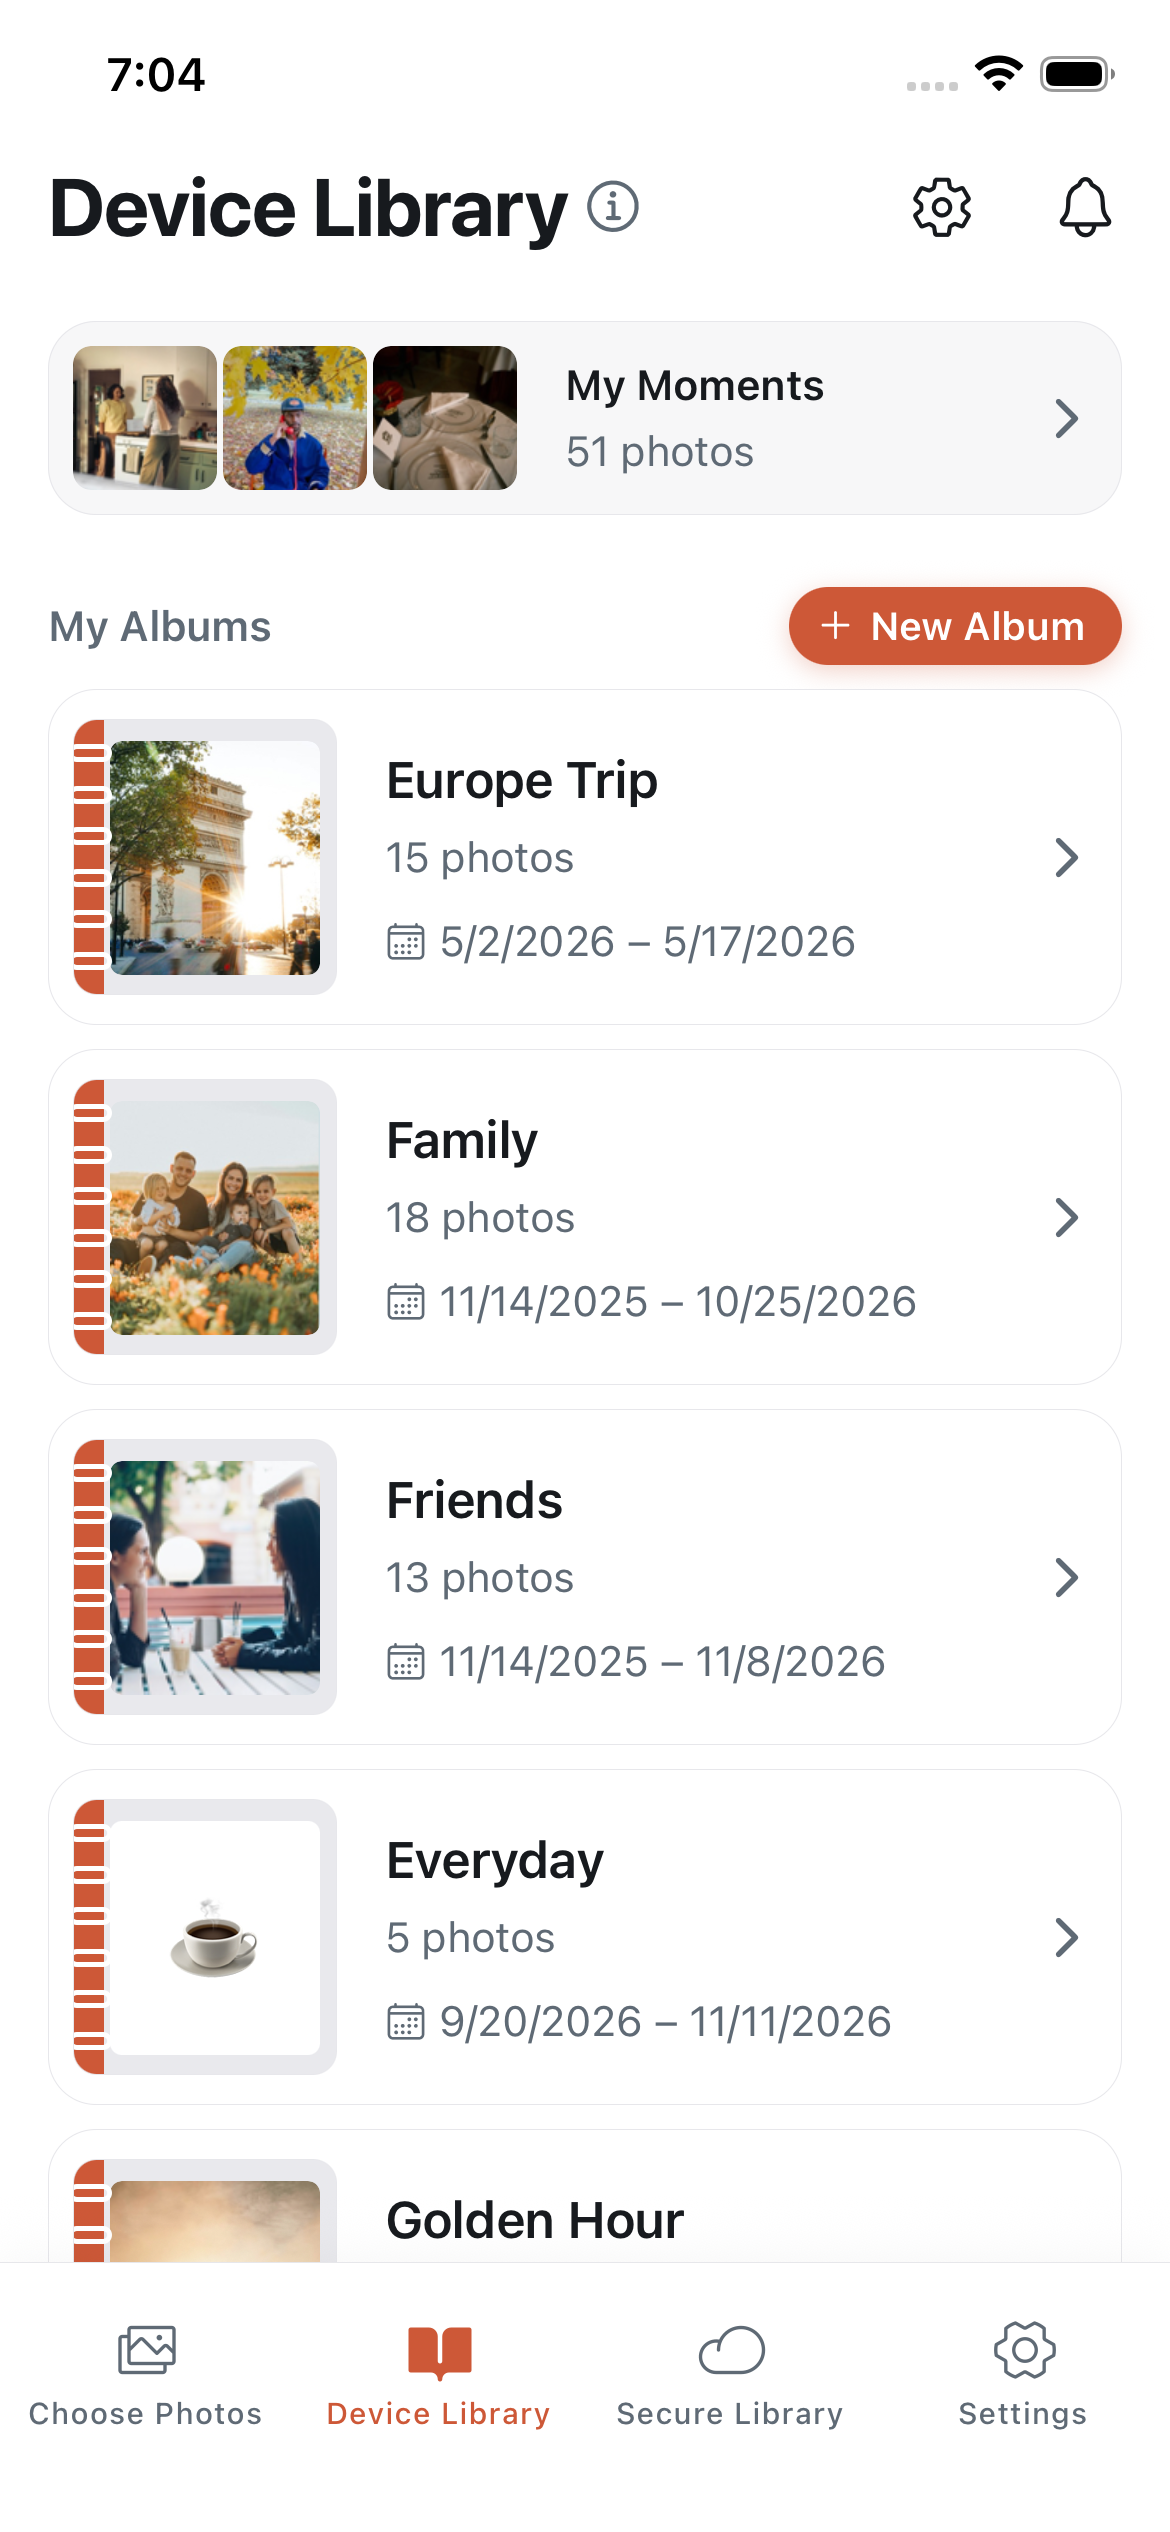 7:04
Device Library
My Moments
51 photos
My Albums
+ New Album
Europe Trip
15 photos
5/2/2026 – 5/17/2026
Family
18 photos
11/14/2025 – 10/25/2026
Friends
13 photos
11/14/2025 – 11/8/2026
Everyday
5 photos
9/20/2026 – 11/11/2026
Golden Hour
Choose Photos
Device Library
Secure Library
Settings